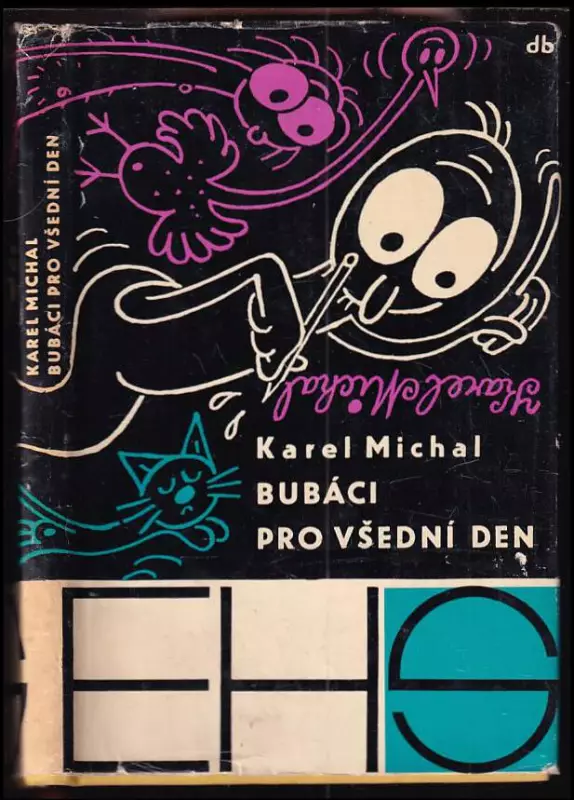 db
KAREL MICHAL
BUBÁCI PRO VŠEDNÍ DEN
Karel Michal
Karel Michal
BUBÁCI
PRO VŠEDNÍ DEN
EHS